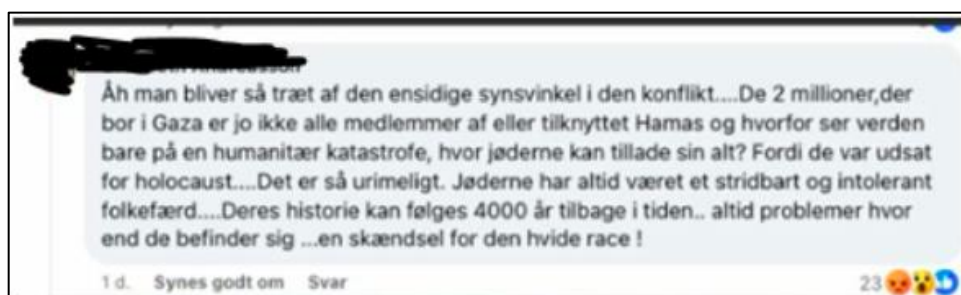 Åh man bliver så træt af den ensidige synsvinkel i den konflikt....De 2 millioner,der
bor i Gaza er jo ikke alle medlemmer af eller tilknyttet Hamas og hvorfor ser verden
bare på en humanitær katastrofe, hvor jøderne kan tillade sin alt? Fordi de var udsat
for holocaust....Det er så urimeligt. Jøderne har altid været et stridbart og intolerant
folkefærd....Deres historie kan følges 4000 år tilbage i tiden.. altid problemer hvor
end de befinder sig ...en skændsel for den hvide race !
1 d. Synes godt om Svar 23